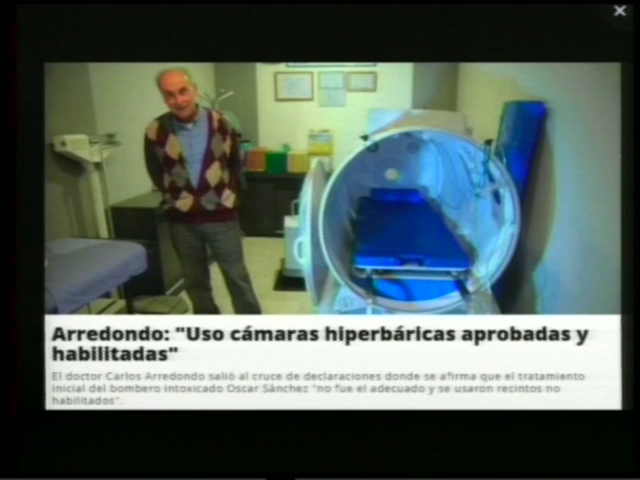 Arredondo: "Uso cámaras hiperbáricas aprobadas y
habilitadas"
El doctor Carlos Arredondo salió al cruce de declaraciones donde se afirma que el tratamiento
inicial del bombero intoxicado Oscar Sánchez "no fue el adecuado y se usaron recintos no
habilitados".